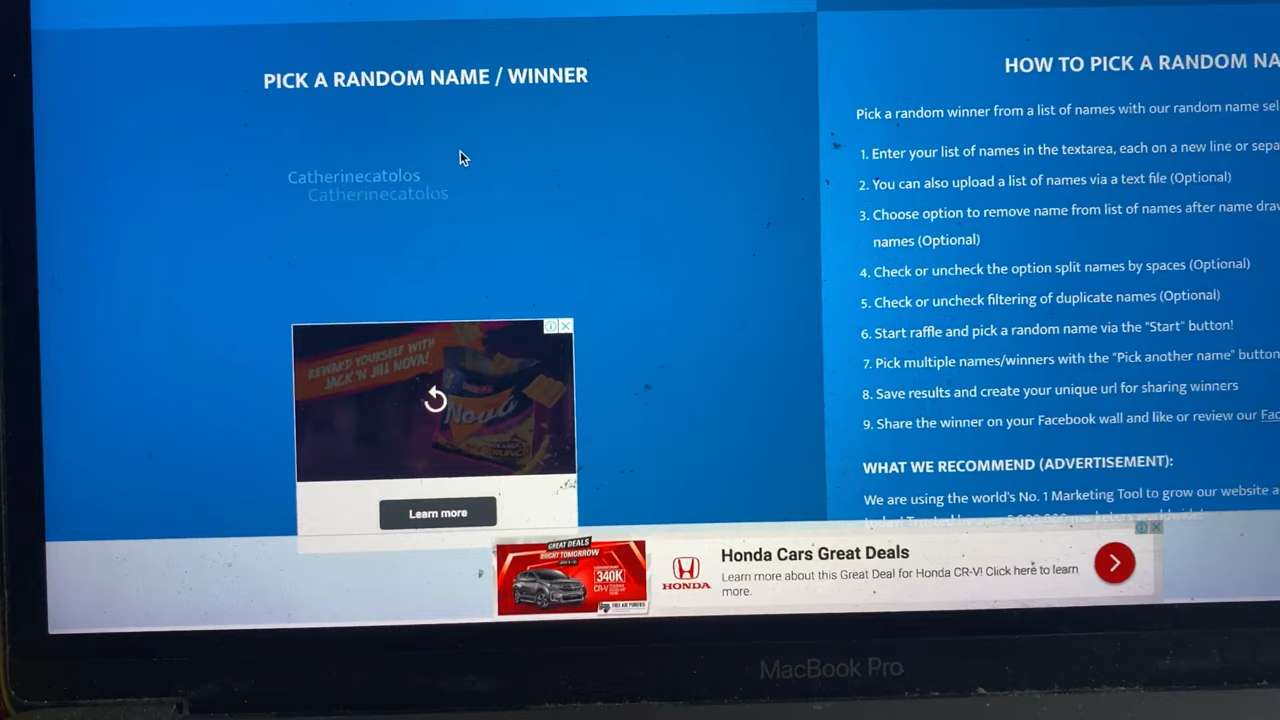 PICK A RANDOM NAME / WINNER
Catherinecatolos
Catherinecatolos
REWARD YOURSELF WITH
JACK 'N JILL NOVA!
Nova
Learn more
HOW TO PICK A RANDOM NA
Pick a random winner from a list of names with our random name sel
1. Enter your list of names in the textarea, each on a new line or sepa
2. You can also upload a list of names via a text file (Optional)
3. Choose option to remove name from list of names after name draw
names (Optional)
4. Check or uncheck the option split names by spaces (Optional)
5. Check or uncheck filtering of duplicate names (Optional)
6. Start raffle and pick a random name via the "Start" button!
7. Pick multiple names/winners with the "Pick another name" button
8. Save results and create your unique url for sharing winners
9. Share the winner on your Facebook wall and like or review our Fac
WHAT WE RECOMMEND (ADVERTISEMENT):
We are using the world's No. 1 Marketing Tool to grow our website a
GREAT DEALS
BRIGHT TOMORROW
340K
CR-V
FREE AIR PURIFIER
HONDA
Honda Cars Great Deals
Learn more about this Great Deal for Honda CR-V! Click here to learn
more.
MacBook Pro